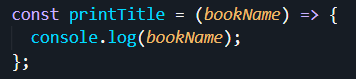 const printTitle = (bookName) => {
  console.log(bookName);
};